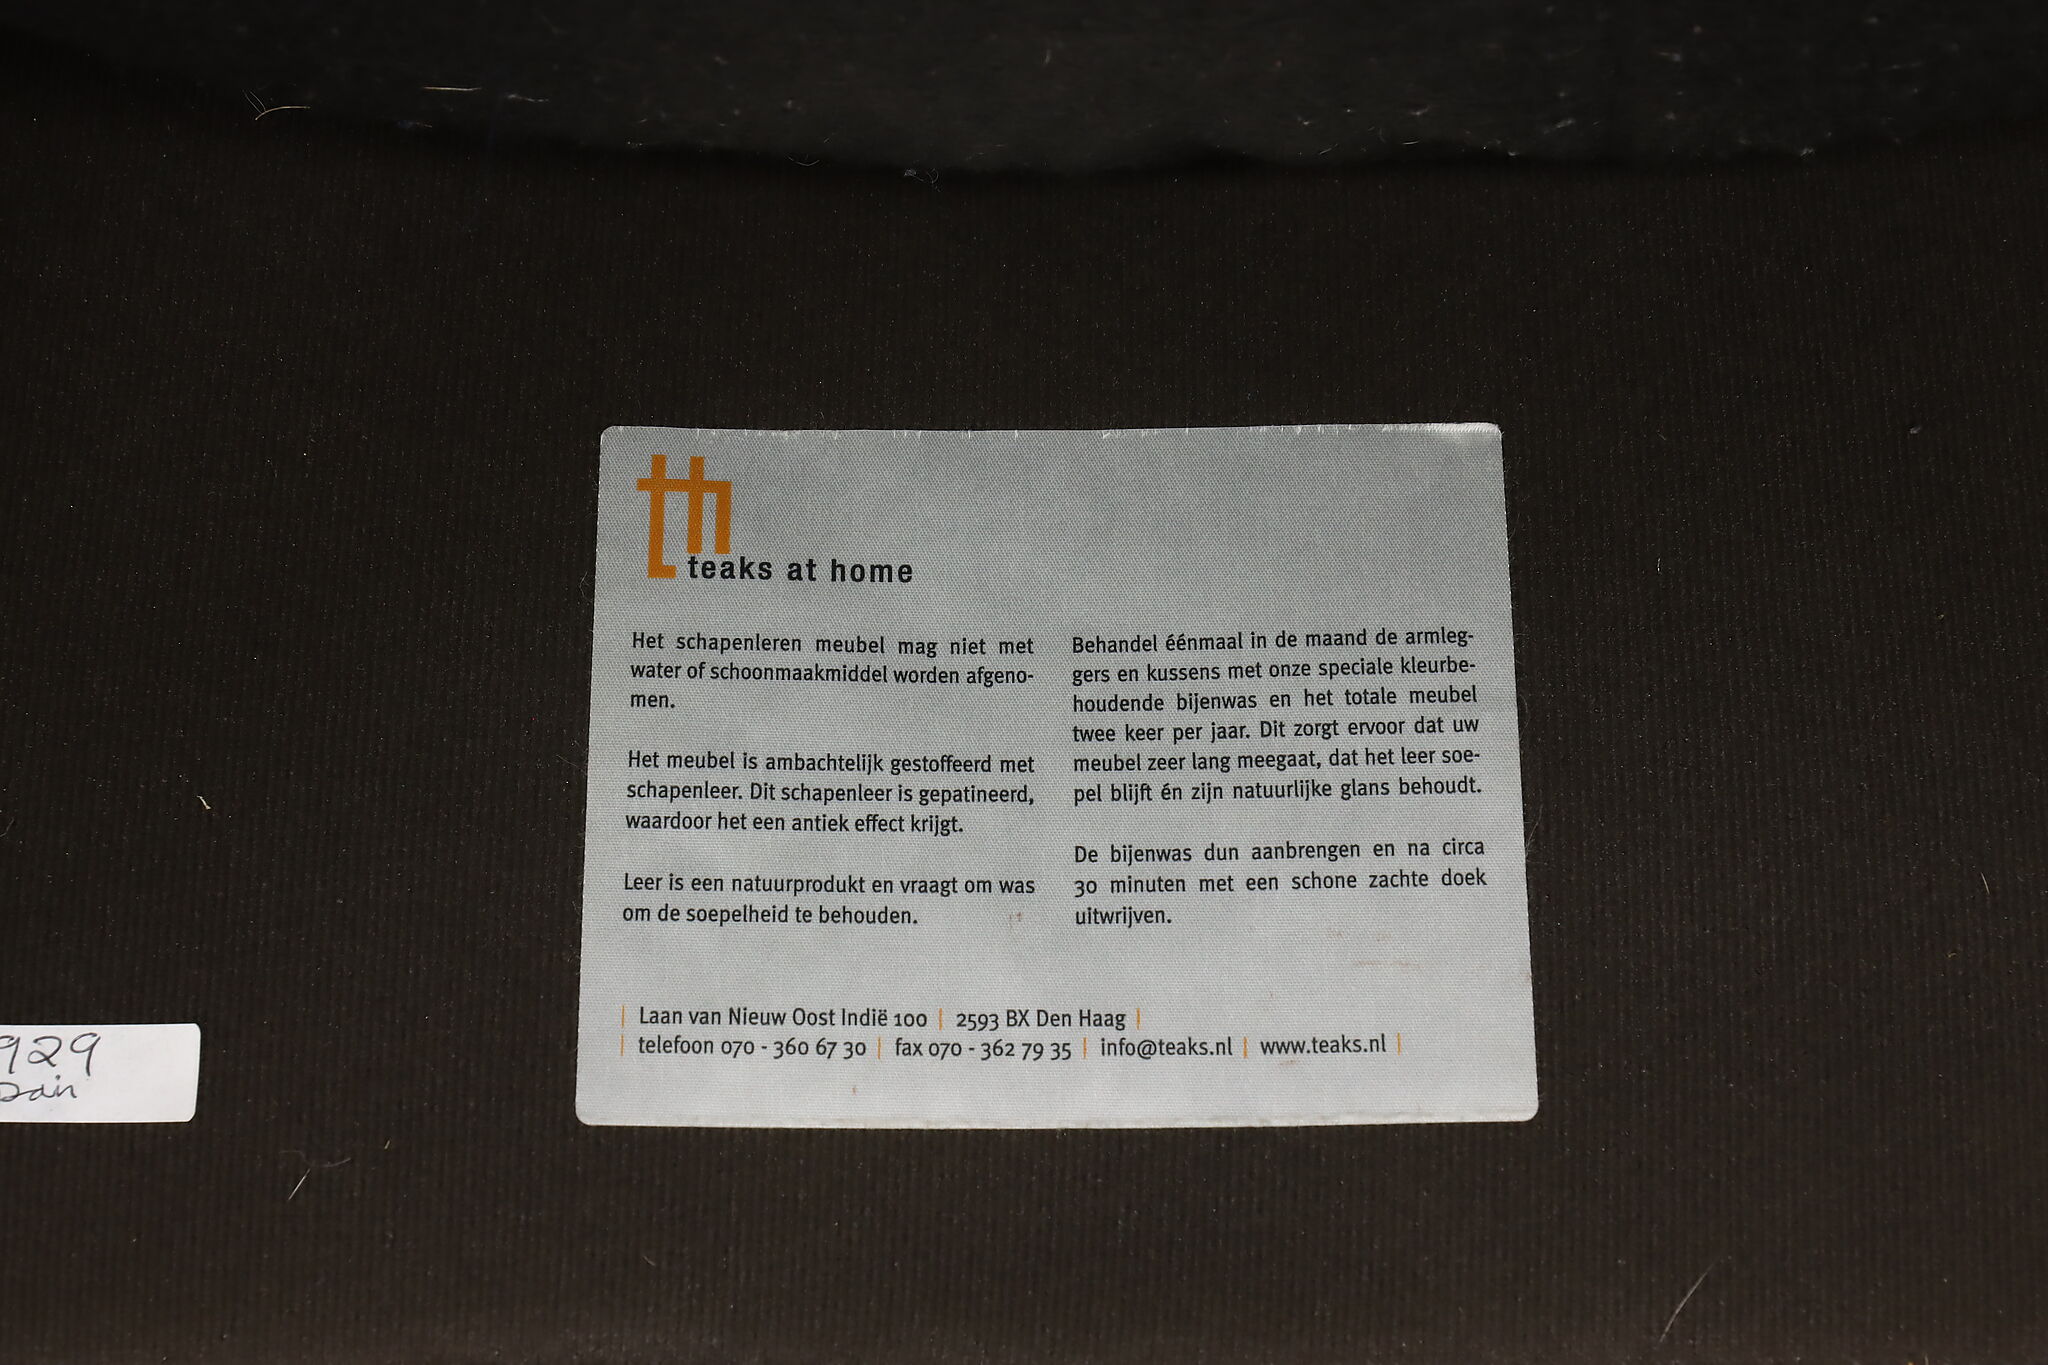 teaks at home
Het schapenleren meubel mag niet met
water of schoonmaakmiddel worden afgeno-
men.
Het meubel is ambachtelijk gestoffeerd met
schapenleer. Dit schapenleer is gepatineerd,
waardoor het een antiek effect krijgt.
Leer is een natuurprodukt en vraagt om was
om de soepelheid te behouden.
Behandel éénmaal in de maand de armleg-
gers en kussens met onze speciale kleurbe-
houdende bijenwas en het totale meubel
twee keer per jaar. Dit zorgt ervoor dat uw
meubel zeer lang meegaat, dat het leer soe-
pel blijft én zijn natuurlijke glans behoudt.
De bijenwas dun aanbrengen en na circa
30 minuten met een schone zachte doek
uitwrijven.
| Laan van Nieuw Oost Indië 100 | 2593 BX Den Haag |
| telefoon 070 - 360 67 30 | fax 070 - 362 79 35 | info@teaks.nl | www.teaks.nl |
929